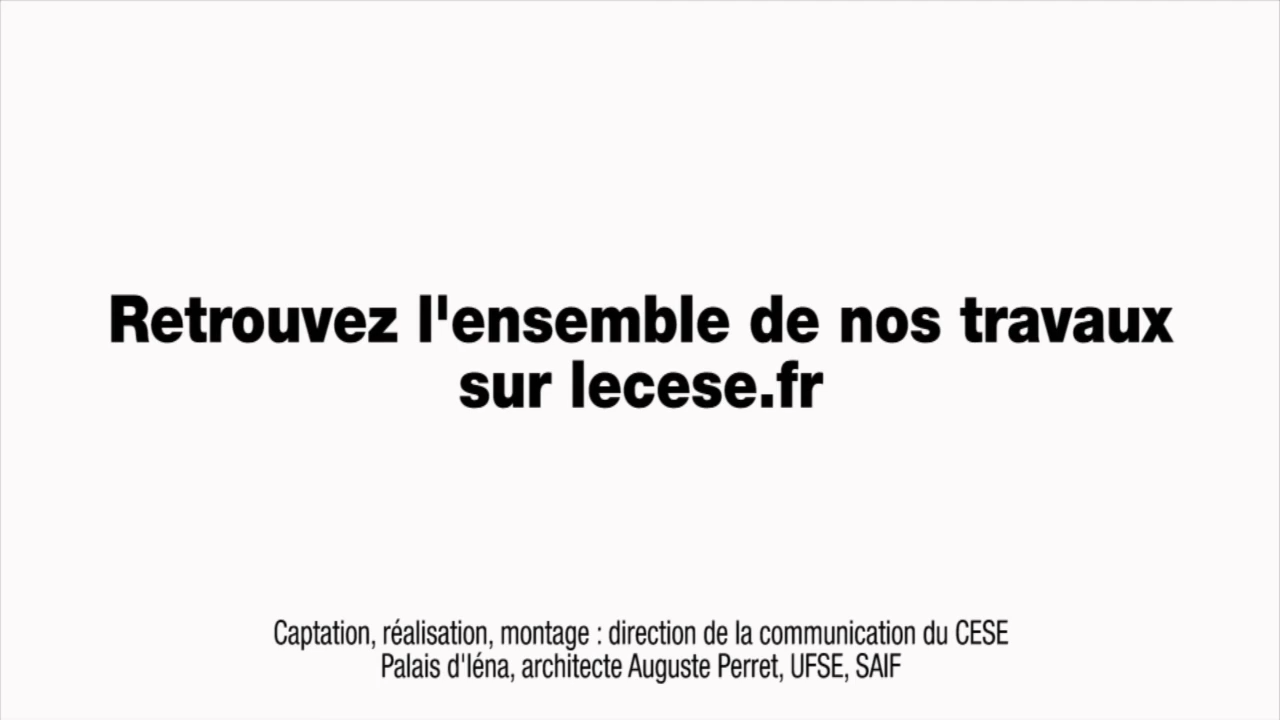 Retrouvez l'ensemble de nos travaux
sur lecese.fr
Captation, réalisation, montage : direction de la communication du CESE
Palais d'Iéna, architecte Auguste Perret, UFSE, SAIF